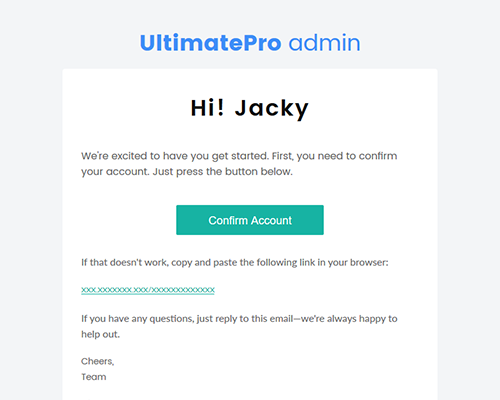 UltimatePro admin
Hi! Jacky
We're excited to have you get started. First, you need to confirm
your account. Just press the button below.
Confirm Account
If that doesn't work, copy and paste the following link in your browser:
xxx.xxxxxxx.xxx/xxxxxxxxxxxxx
If you have any questions, just reply to this email—we're always happy to
help out.
Cheers,
Team